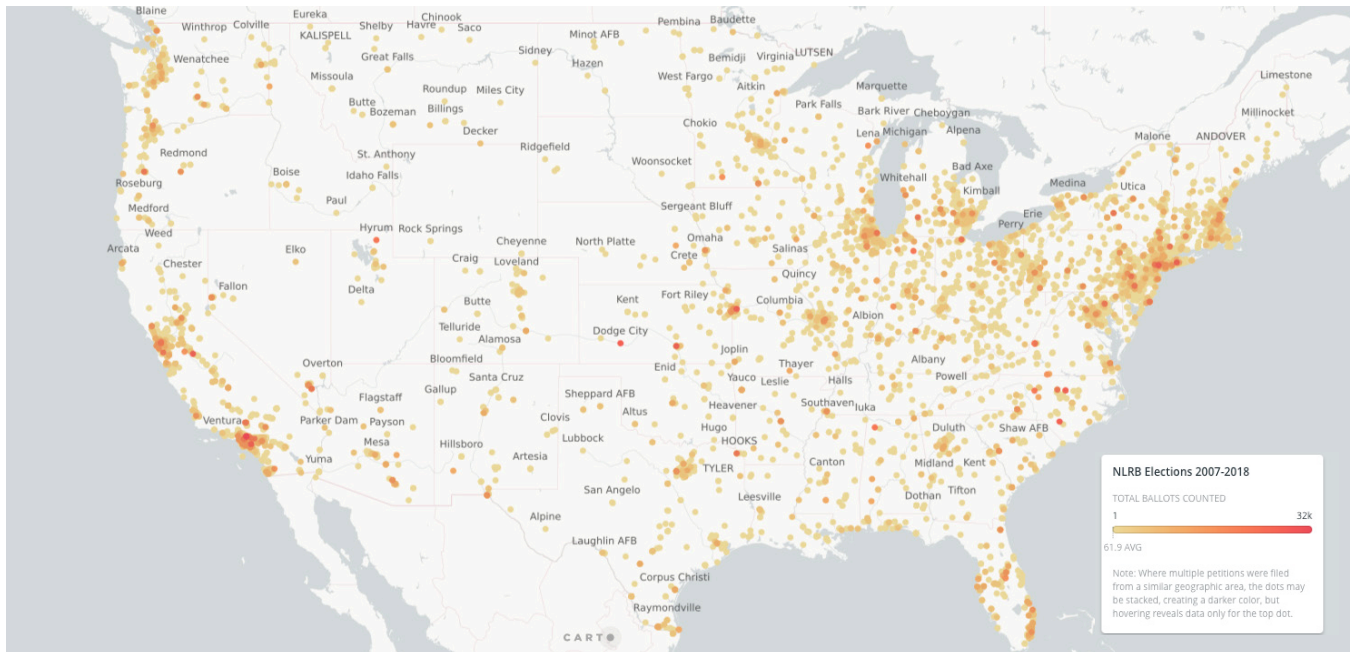 Blaine
Winthrop
Colville
Eureka
KALISPELL
Shelby
Havre
Chinook
Saco
Minot AFB
Pembina
Baudette
Wenatchee
Great Falls
Sidney
Hazen
Bemidji
Virginia
LUTSEN
Missoula
Roundup
Miles City
West Fargo
Aitkin
Marquette
Limestone
Butte
Bozeman
Billings
Park Falls
Bark River
Cheboygan
Millinocket
Decker
Chokio
Lena
Michigan
Alpena
Malone
ANDOVER
Redmond
St. Anthony
Ridgefield
Woonsocket
Boise
Idaho Falls
Bad Axe
Roseburg
Whitehall
Kimball
Medina
Utica
Medford
Paul
Sergeant Bluff
Erie
Weed
Hyrum
Rock Springs
Perry
Arcata
Elko
Cheyenne
North Platte
Omaha
Salinas
Chester
Craig
Loveland
Crete
Quincy
Fallon
Delta
Butte
Kent
Fort Riley
Columbia
Albion
Telluride
Alamosa
Dodge City
Joplin
Overton
Bloomfield
Enid
Thayer
Albany
Santa Cruz
Yauco
Leslie
Halls
Powell
Flagstaff
Gallup
Sheppard AFB
Heavener
Southaven
Iuka
Ventura
Parker Dam
Payson
Clovis
Altus
Hugo
Duluth
Shaw AFB
Mesa
Hillsboro
Lubbock
HOOKS
Yuma
Artesia
TYLER
Canton
Midland
Kent
San Angelo
Leesville
Dothan
Tifton
Alpine
Laughlin AFB
Corpus Christi
Raymondville
CARTO
NLRB Elections 2007-2018
TOTAL BALLOTS COUNTED
1 32k
61.9 AVG
Note: Where multiple petitions were filed
from a similar geographic area, the dots may
be stacked, creating a darker color, but
hovering reveals data only for the top dot.